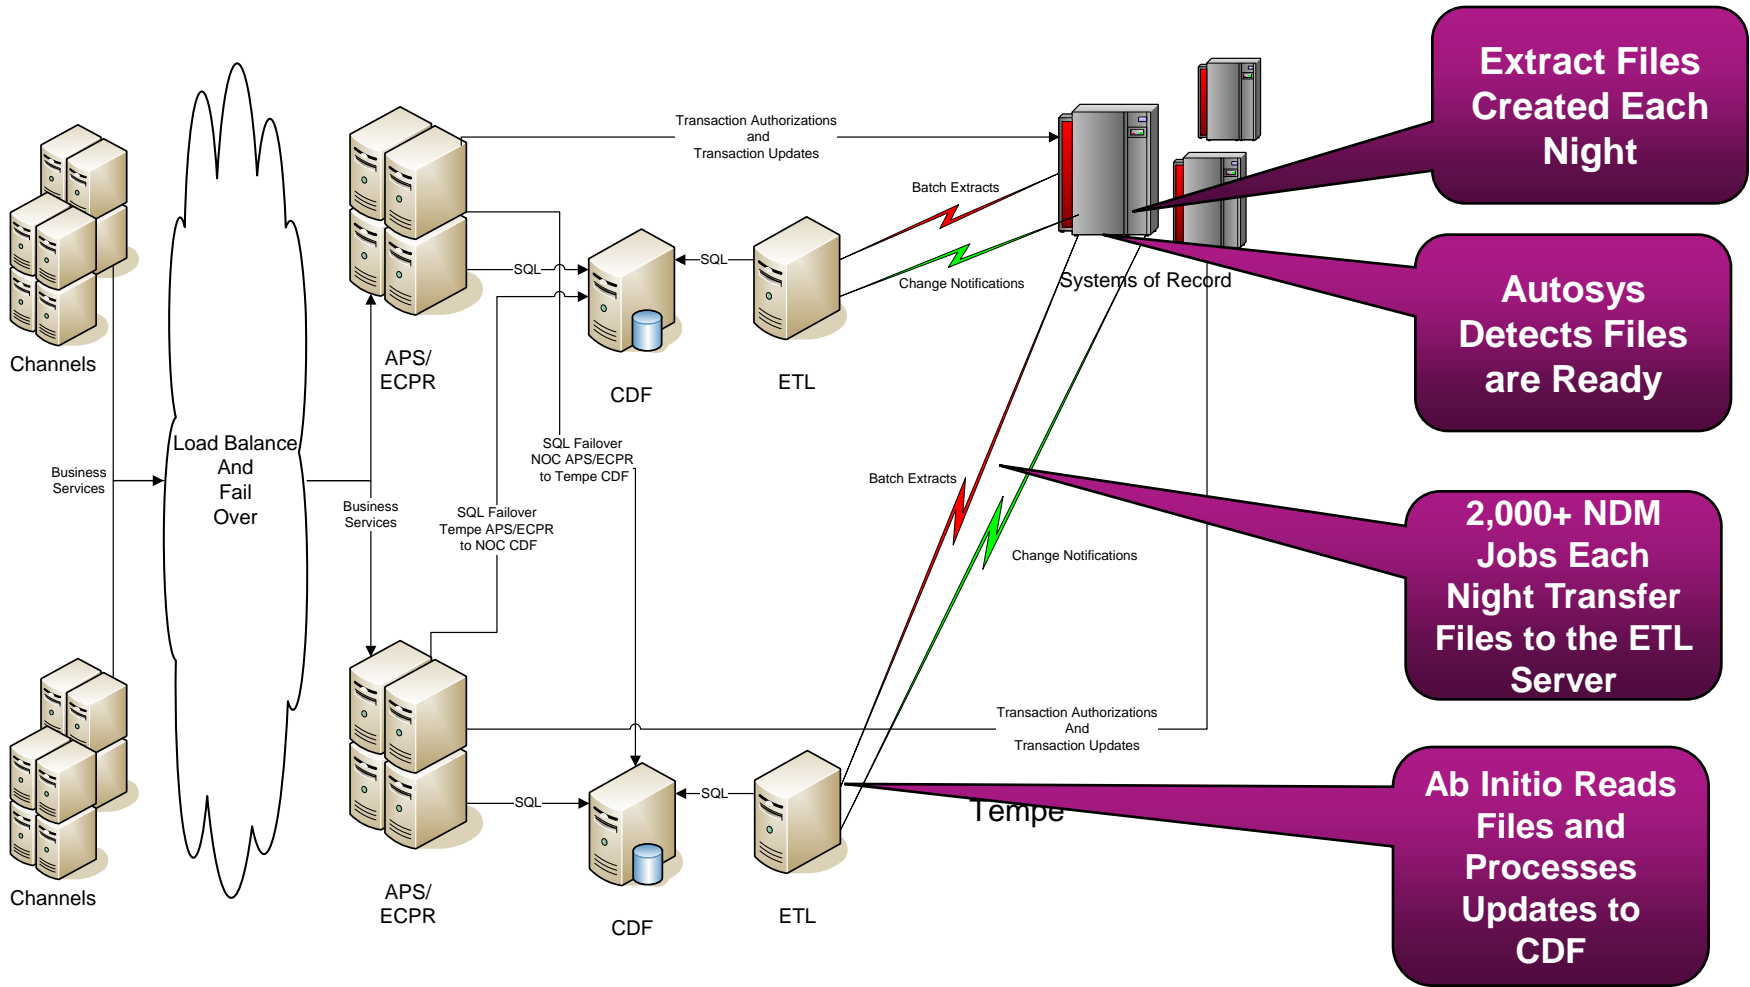 Extract Files
Created Each
Night
Transaction Authorizations
and
Transaction Updates
Batch Extracts
SQL
SQL
Change Notifications
Systems of Record
Autosys
Detects Files
are Ready
Channels
APS/
ECPR
CDF
ETL
Load Balance
And
Fail
Over
Business
Services
Business
Services
SQL Failover
NOC APS/ECPR
to Tempe CDF
SQL Failover
Tempe APS/ECPR
to NOC CDF
Batch Extracts
Change Notifications
2,000+ NDM
Jobs Each
Night Transfer
Files to the ETL
Server
Transaction Authorizations
And
Transaction Updates
SQL
SQL
Tempe
Ab Initio Reads
Files and
Processes
Updates to
CDF
Channels
APS/
ECPR
CDF
ETL